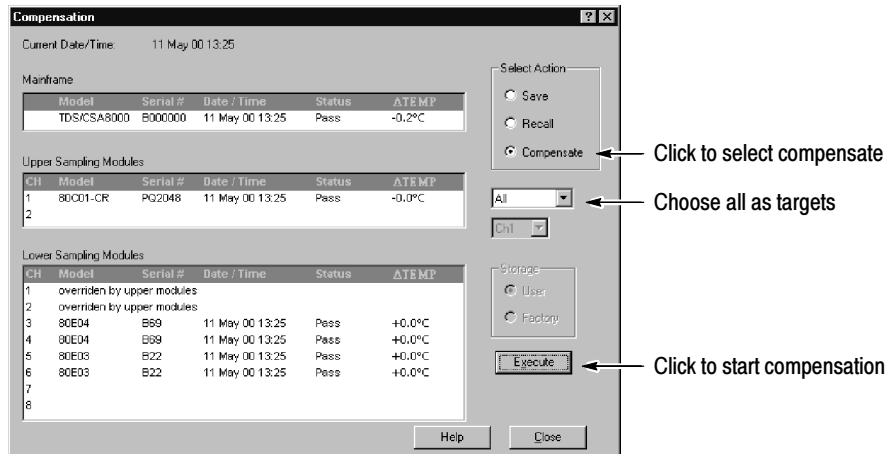 Compensation
Current Date/Time: 11 May 00 13:25
Mainframe
Model Serial # Date / Time Status ΔTEMP
TDS/CSA8000 B000000 11 May 00 13:25 Pass -0.2°C
Upper Sampling Modules
CH Model Serial # Date / Time Status ΔTEMP
1 80C01-CR PQ2048 11 May 00 13:25 Pass -0.0°C
2
Lower Sampling Modules
CH Model Serial # Date / Time Status ΔTEMP
1 overriden by upper modules
2 overriden by upper modules
3 80E04 B69 11 May 00 13:25 Pass +0.0°C
4 80E04 B69 11 May 00 13:25 Pass +0.0°C
5 80E03 B22 11 May 00 13:25 Pass +0.0°C
6 80E03 B22 11 May 00 13:25 Pass +0.0°C
7
8
Select Action
Save
Recall
Compensate
Click to select compensate
All
Choose all as targets
Ch1
Storage
User
Factory
Execute
Click to start compensation
Help
Close